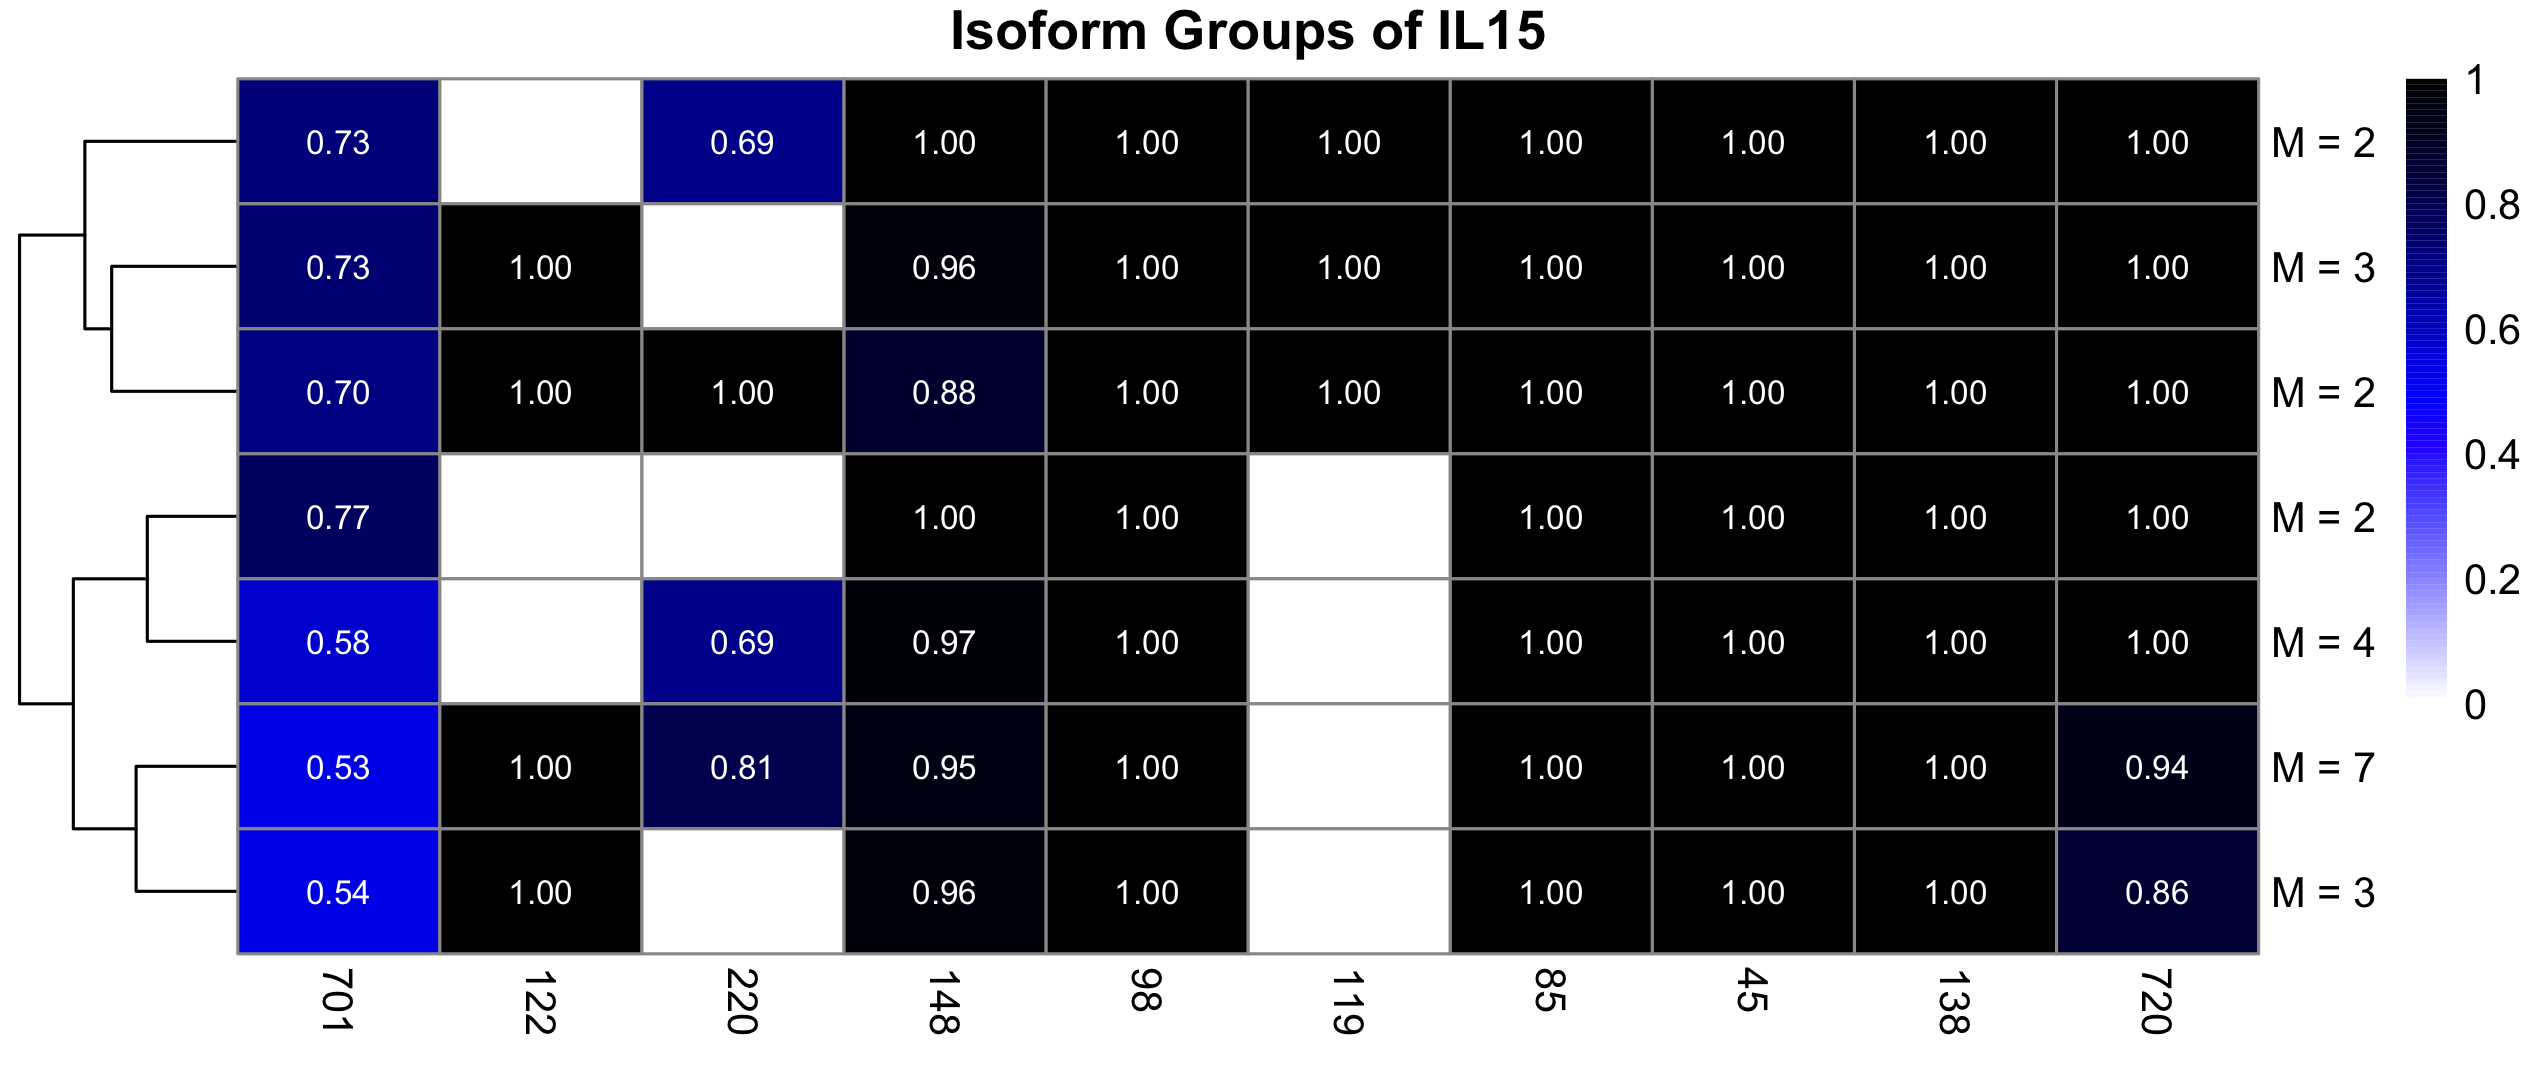 Isoform Groups of IL15
0.73 0.69 1.00 1.00 1.00 1.00 1.00 1.00 1.00 M = 2
0.73 1.00 0.96 1.00 1.00 1.00 1.00 1.00 1.00 M = 3
0.70 1.00 1.00 0.88 1.00 1.00 1.00 1.00 1.00 1.00 M = 2
0.77 1.00 1.00 1.00 1.00 1.00 1.00 M = 2
0.58 0.69 0.97 1.00 1.00 1.00 1.00 1.00 M = 4
0.53 1.00 0.81 0.95 1.00 1.00 1.00 1.00 0.94 M = 7
0.54 1.00 0.96 1.00 1.00 1.00 1.00 0.86 M = 3
701 122 220 148 98 119 85 45 138 720
1
0.8
0.6
0.4
0.2
0